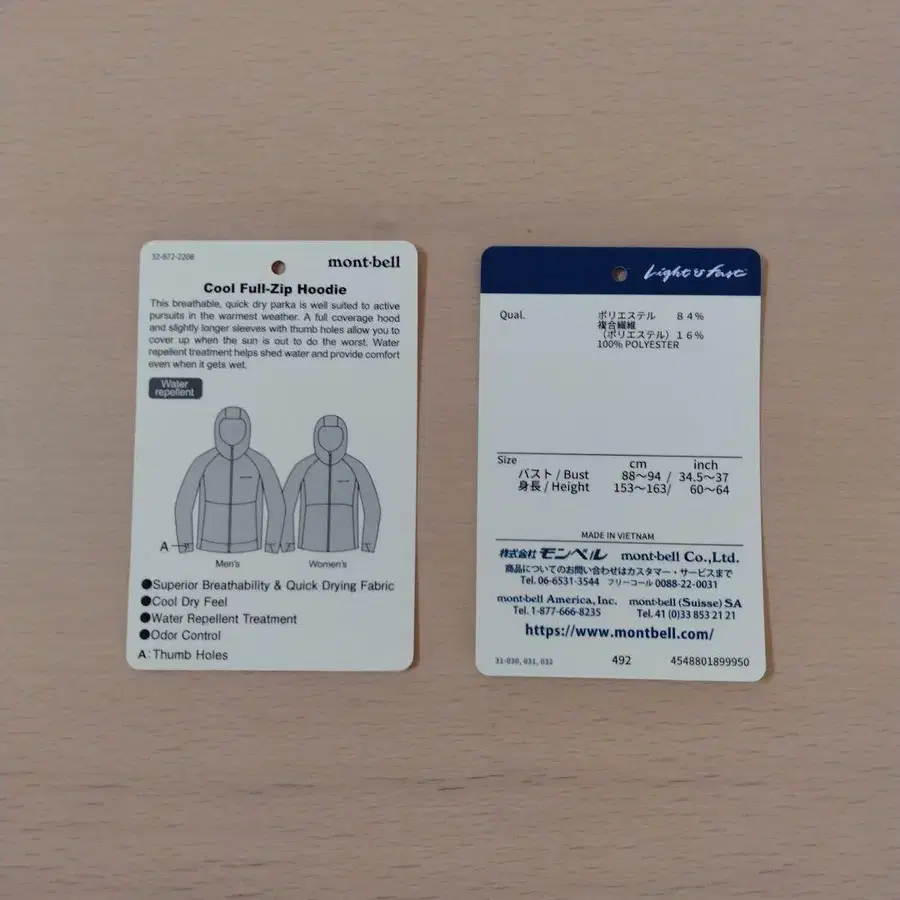 32-672-2208
mont-bell
Cool Full-Zip Hoodie
This breathable, quick dry parka is well suited to active
pursuits in the warmest weather. A full coverage hood
and slightly longer sleeves with thumb holes allow you to
cover up when the sun is out to do the worst. Water
repellent treatment helps shed water and provide comfort
even when it gets wet.
Water
repellent
A
Men's
Women's
●Superior Breathability & Quick Drying Fabric
●Cool Dry Feel
●Water Repellent Treatment
●Odor Control
A:Thumb Holes
Light & Fast
Qual.
ポリエステル 84%
複合繊維
(ポリエステル)16%
100% POLYESTER
Size
cm inch
バスト / Bust 88〜94 / 34.5〜37
身長 / Height 153〜163/ 60〜64
MADE IN VIETNAM
株式会社 モンベル mont-bell Co.,Ltd.
商品についてのお問い合わせはカスタマー・サービスまで
Tel. 06-6531-3544 フリーコール 0088-22-0031
mont-bell America, Inc. mont-bell (Suisse) SA
Tel. 1-877-666-8235 Tel. 41 (0)33 853 21 21
https://www.montbell.com/
31-030, 031, 032 492 4548801899950